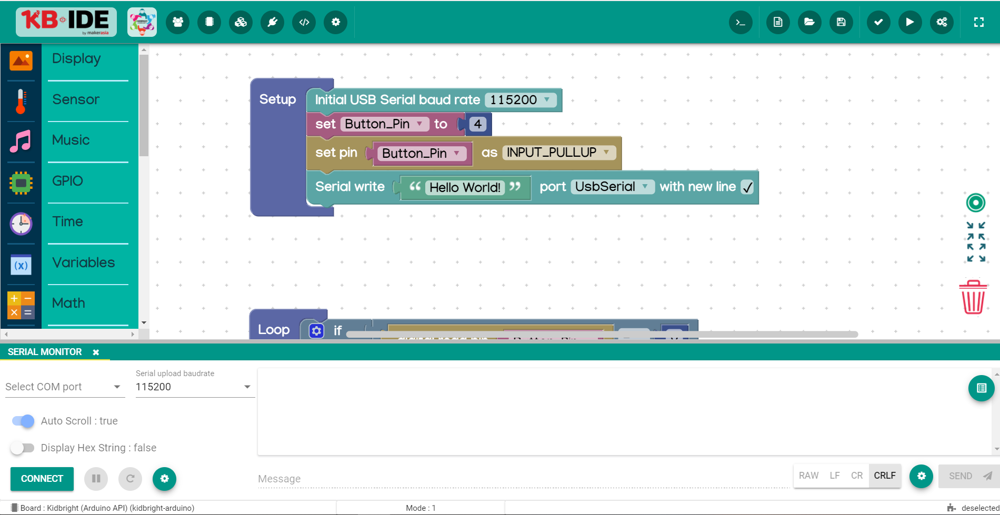 KB IDE
by makerasia
Display
Sensor
Music
GPIO
Time
Variables
(x)
Math
Setup
Initial USB Serial baud rate 115200
set Button_Pin to 4
set pin Button_Pin as INPUT_PULLUP
Serial write “ Hello World! ” port UsbSerial with new line ✓
Loop if
SERIAL MONITOR ×
Select COM port
Serial upload baudrate
115200
Auto Scroll : true
Display Hex String : false
CONNECT
Message
RAW LF CR CRLF
SEND
Board : Kidbright (Arduino API) (kidbright-arduino)
Mode : 1
deselected